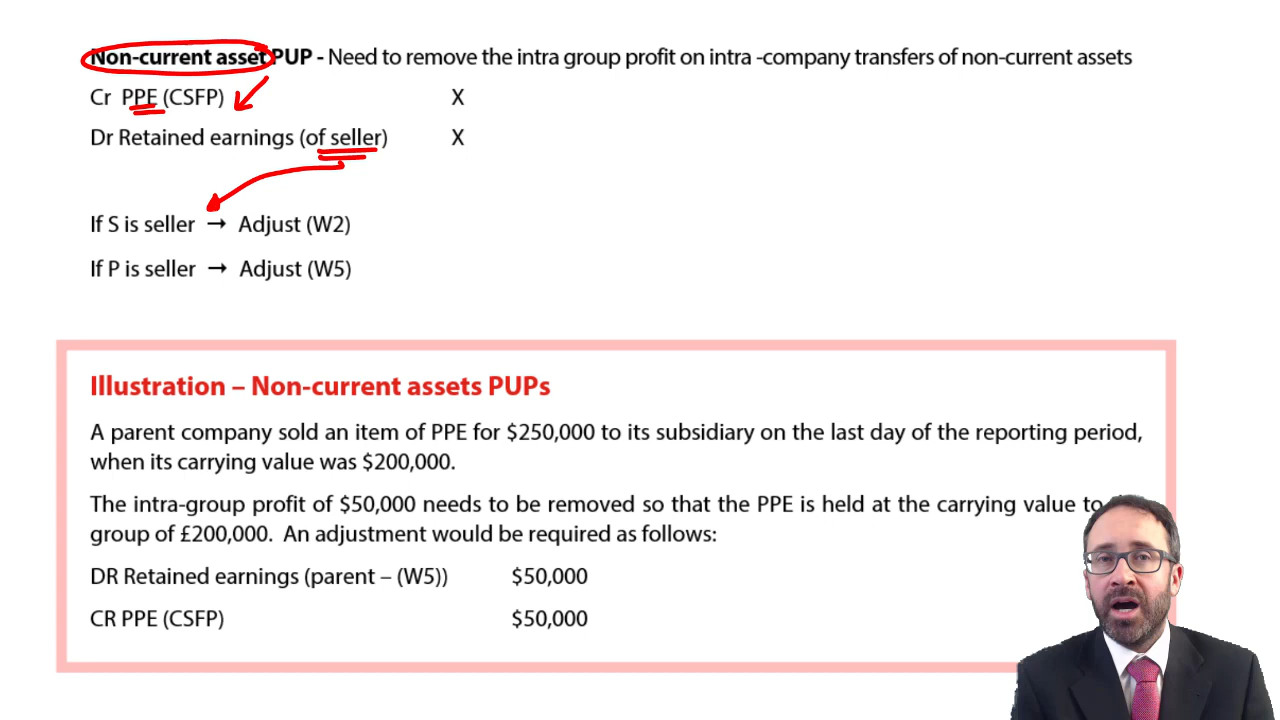 Non-current asset PUP - Need to remove the intra group profit on intra -company transfers of non-current assets
Cr PPE (CSFP) X
Dr Retained earnings (of seller) X
If S is seller → Adjust (W2)
If P is seller → Adjust (W5)
Illustration – Non-current assets PUPs
A parent company sold an item of PPE for $250,000 to its subsidiary on the last day of the reporting period,
when its carrying value was $200,000.
The intra-group profit of $50,000 needs to be removed so that the PPE is held at the carrying value to
group of £200,000. An adjustment would be required as follows:
DR Retained earnings (parent – (W5)) $50,000
CR PPE (CSFP) $50,000